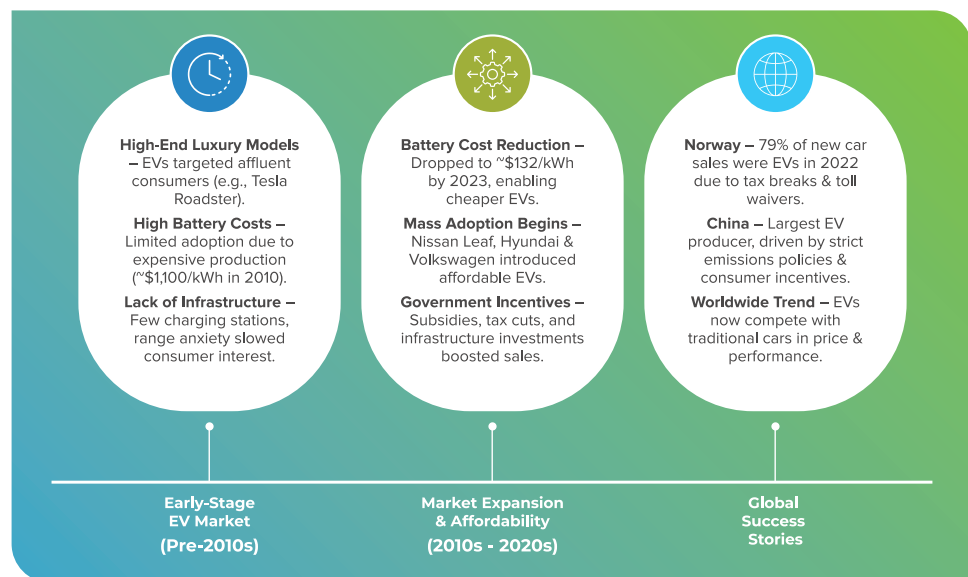 High-End Luxury Models
– EVs targeted affluent
consumers (e.g., Tesla
Roadster).
High Battery Costs –
Limited adoption due to
expensive production
(~$1,100/kWh in 2010).
Lack of Infrastructure –
Few charging stations,
range anxiety slowed
consumer interest.
Battery Cost Reduction –
Dropped to ~$132/kWh
by 2023, enabling
cheaper EVs.
Mass Adoption Begins –
Nissan Leaf, Hyundai &
Volkswagen introduced
affordable EVs.
Government Incentives –
Subsidies, tax cuts, and
infrastructure investments
boosted sales.
Norway – 79% of new car
sales were EVs in 2022
due to tax breaks & toll
waivers.
China – Largest EV
producer, driven by strict
emissions policies &
consumer incentives.
Worldwide Trend – EVs
now compete with
traditional cars in price &
performance.
Early-Stage
EV Market
(Pre-2010s)
Market Expansion
& Affordability
(2010s - 2020s)
Global
Success
Stories